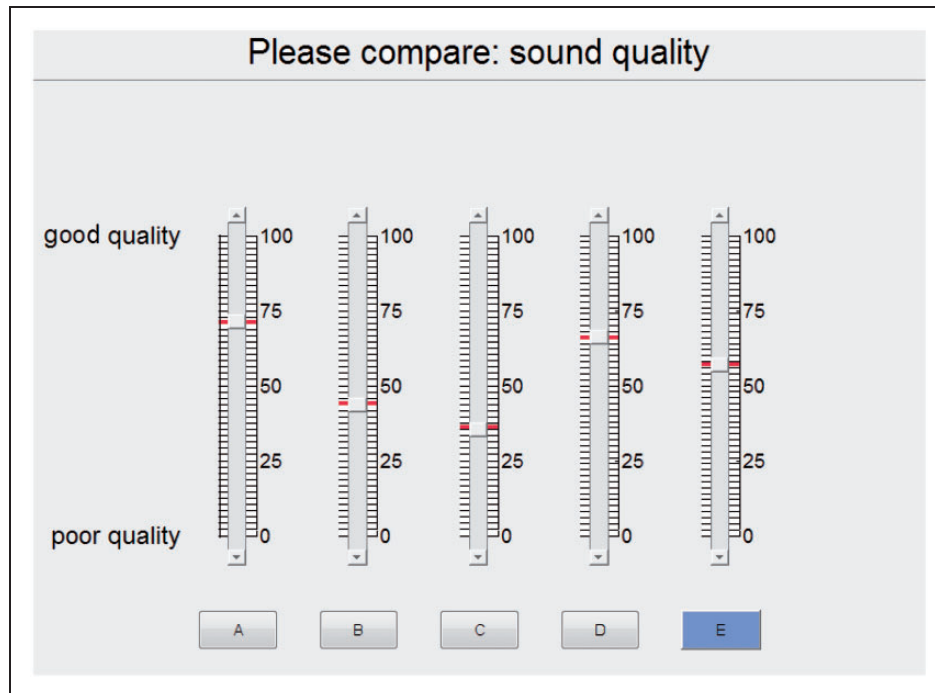 Please compare: sound quality
good quality 100 100 100 100 100
75 75 75 75 75
50 50 50 50 50
25 25 25 25 25
poor quality 0 0 0 0 0
A B C D E